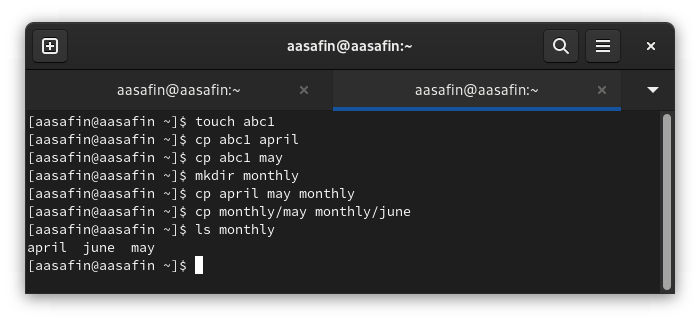 aasafin@aasafin:~
aasafin@aasafin:~ aasafin@aasafin:~
[aasafin@aasafin ~]$ touch abc1
[aasafin@aasafin ~]$ cp abc1 april
[aasafin@aasafin ~]$ cp abc1 may
[aasafin@aasafin ~]$ mkdir monthly
[aasafin@aasafin ~]$ cp april may monthly
[aasafin@aasafin ~]$ cp monthly/may monthly/june
[aasafin@aasafin ~]$ ls monthly
april  june  may
[aasafin@aasafin ~]$